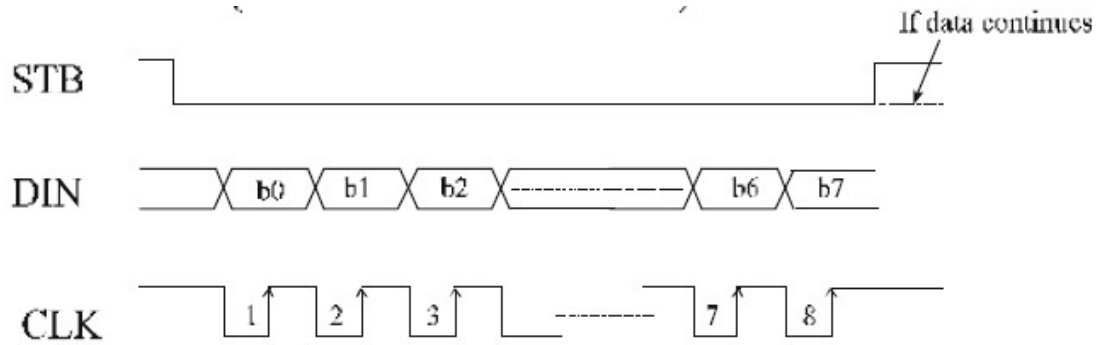 If data continues
STB
DIN b0 b1 b2 b6 b7
CLK 1 2 3 7 8